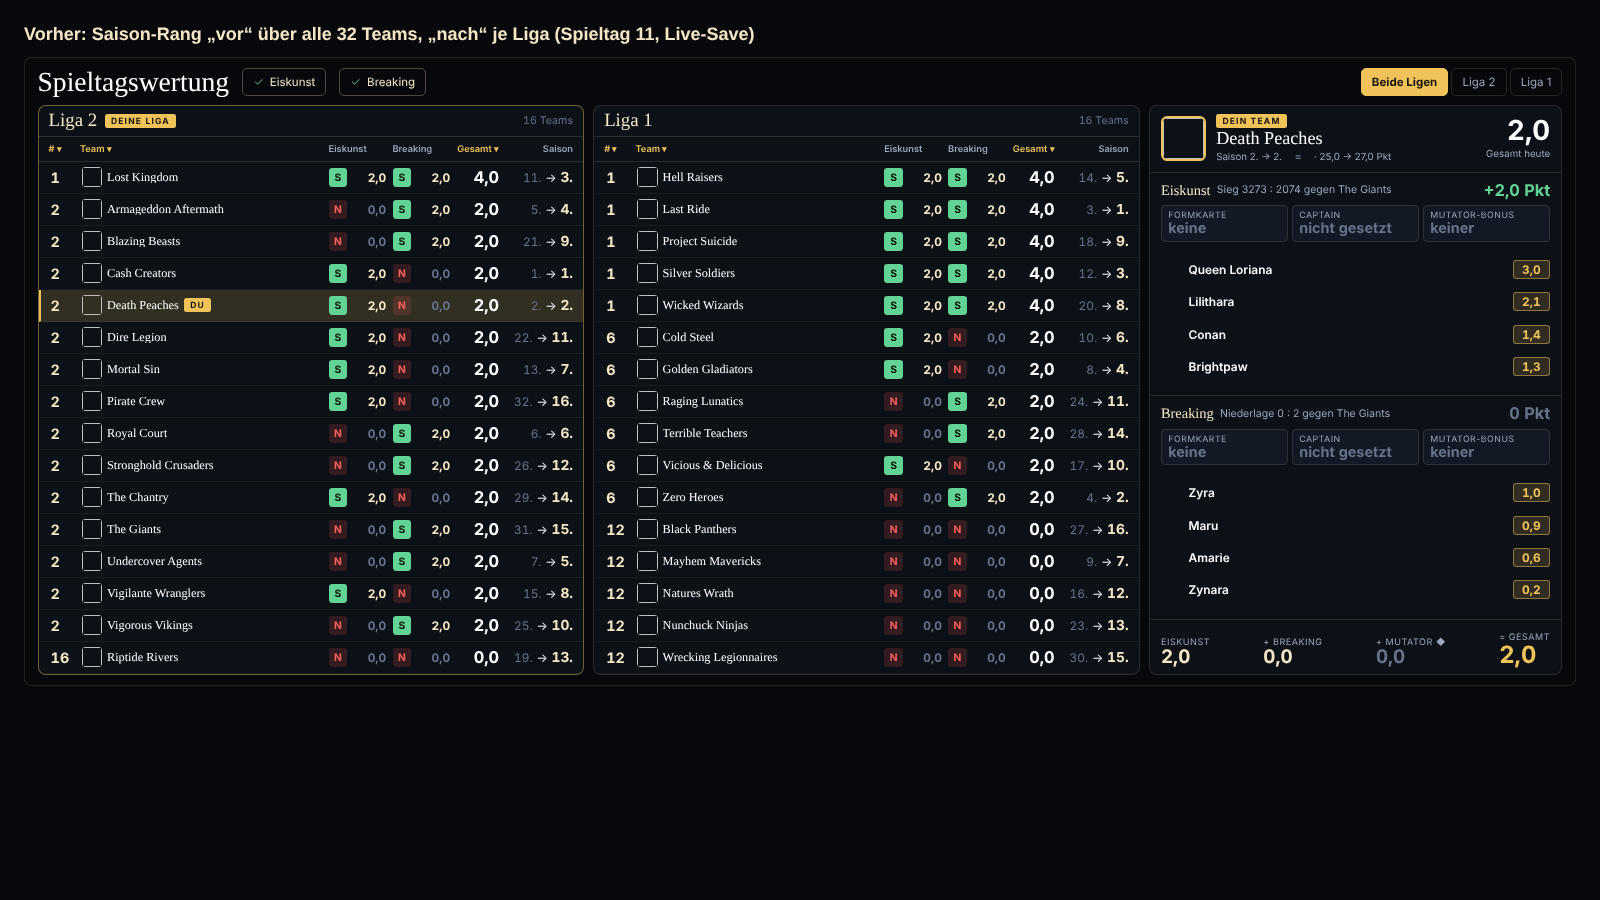 Vorher: Saison-Rang „vor“ über alle 32 Teams, „nach“ je Liga (Spieltag 11, Live-Save)
Spieltagswertung ✓ Eiskunst ✓ Breaking Beide Ligen Liga 2 Liga 1
Liga 2 DEINE LIGA 16 Teams
# ▾ Team ▾ Eiskunst Breaking Gesamt ▾ Saison
1 Lost Kingdom S 2,0 S 2,0 4,0 11. → 3.
2 Armageddon Aftermath N 0,0 S 2,0 2,0 5. → 4.
2 Blazing Beasts N 0,0 S 2,0 2,0 21. → 9.
2 Cash Creators S 2,0 N 0,0 2,0 1. → 1.
2 Death Peaches DU S 2,0 N 0,0 2,0 2. → 2.
2 Dire Legion S 2,0 N 0,0 2,0 22. → 11.
2 Mortal Sin S 2,0 N 0,0 2,0 13. → 7.
2 Pirate Crew S 2,0 N 0,0 2,0 32. → 16.
2 Royal Court N 0,0 S 2,0 2,0 6. → 6.
2 Stronghold Crusaders N 0,0 S 2,0 2,0 26. → 12.
2 The Chantry S 2,0 N 0,0 2,0 29. → 14.
2 The Giants N 0,0 S 2,0 2,0 31. → 15.
2 Undercover Agents N 0,0 S 2,0 2,0 7. → 5.
2 Vigilante Wranglers S 2,0 N 0,0 2,0 15. → 8.
2 Vigorous Vikings N 0,0 S 2,0 2,0 25. → 10.
16 Riptide Rivers N 0,0 N 0,0 0,0 19. → 13.
Liga 1 16 Teams
# ▾ Team ▾ Eiskunst Breaking Gesamt ▾ Saison
1 Hell Raisers S 2,0 S 2,0 4,0 14. → 5.
1 Last Ride S 2,0 S 2,0 4,0 3. → 1.
1 Project Suicide S 2,0 S 2,0 4,0 18. → 9.
1 Silver Soldiers S 2,0 S 2,0 4,0 12. → 3.
1 Wicked Wizards S 2,0 S 2,0 4,0 20. → 8.
6 Cold Steel S 2,0 N 0,0 2,0 10. → 6.
6 Golden Gladiators S 2,0 N 0,0 2,0 8. → 4.
6 Raging Lunatics N 0,0 S 2,0 2,0 24. → 11.
6 Terrible Teachers N 0,0 S 2,0 2,0 28. → 14.
6 Vicious & Delicious S 2,0 N 0,0 2,0 17. → 10.
6 Zero Heroes N 0,0 S 2,0 2,0 4. → 2.
12 Black Panthers N 0,0 N 0,0 0,0 27. → 16.
12 Mayhem Mavericks N 0,0 N 0,0 0,0 9. → 7.
12 Natures Wrath N 0,0 N 0,0 0,0 16. → 12.
12 Nunchuck Ninjas N 0,0 N 0,0 0,0 23. → 13.
12 Wrecking Legionnaires N 0,0 N 0,0 0,0 30. → 15.
DEIN TEAM
Death Peaches 2,0
Saison 2. → 2. = · 25,0 → 27,0 Pkt Gesamt heute
Eiskunst Sieg 3273 : 2074 gegen The Giants +2,0 Pkt
FORMKARTE CAPTAIN MUTATOR-BONUS
keine nicht gesetzt keiner
Queen Loriana 3,0
Lilithara 2,1
Conan 1,4
Brightpaw 1,3
Breaking Niederlage 0 : 2 gegen The Giants 0 Pkt
FORMKARTE CAPTAIN MUTATOR-BONUS
keine nicht gesetzt keiner
Zyra 1,0
Maru 0,9
Amarie 0,6
Zynara 0,2
EISKUNST + BREAKING + MUTATOR ◆ = GESAMT
2,0 0,0 0,0 2,0